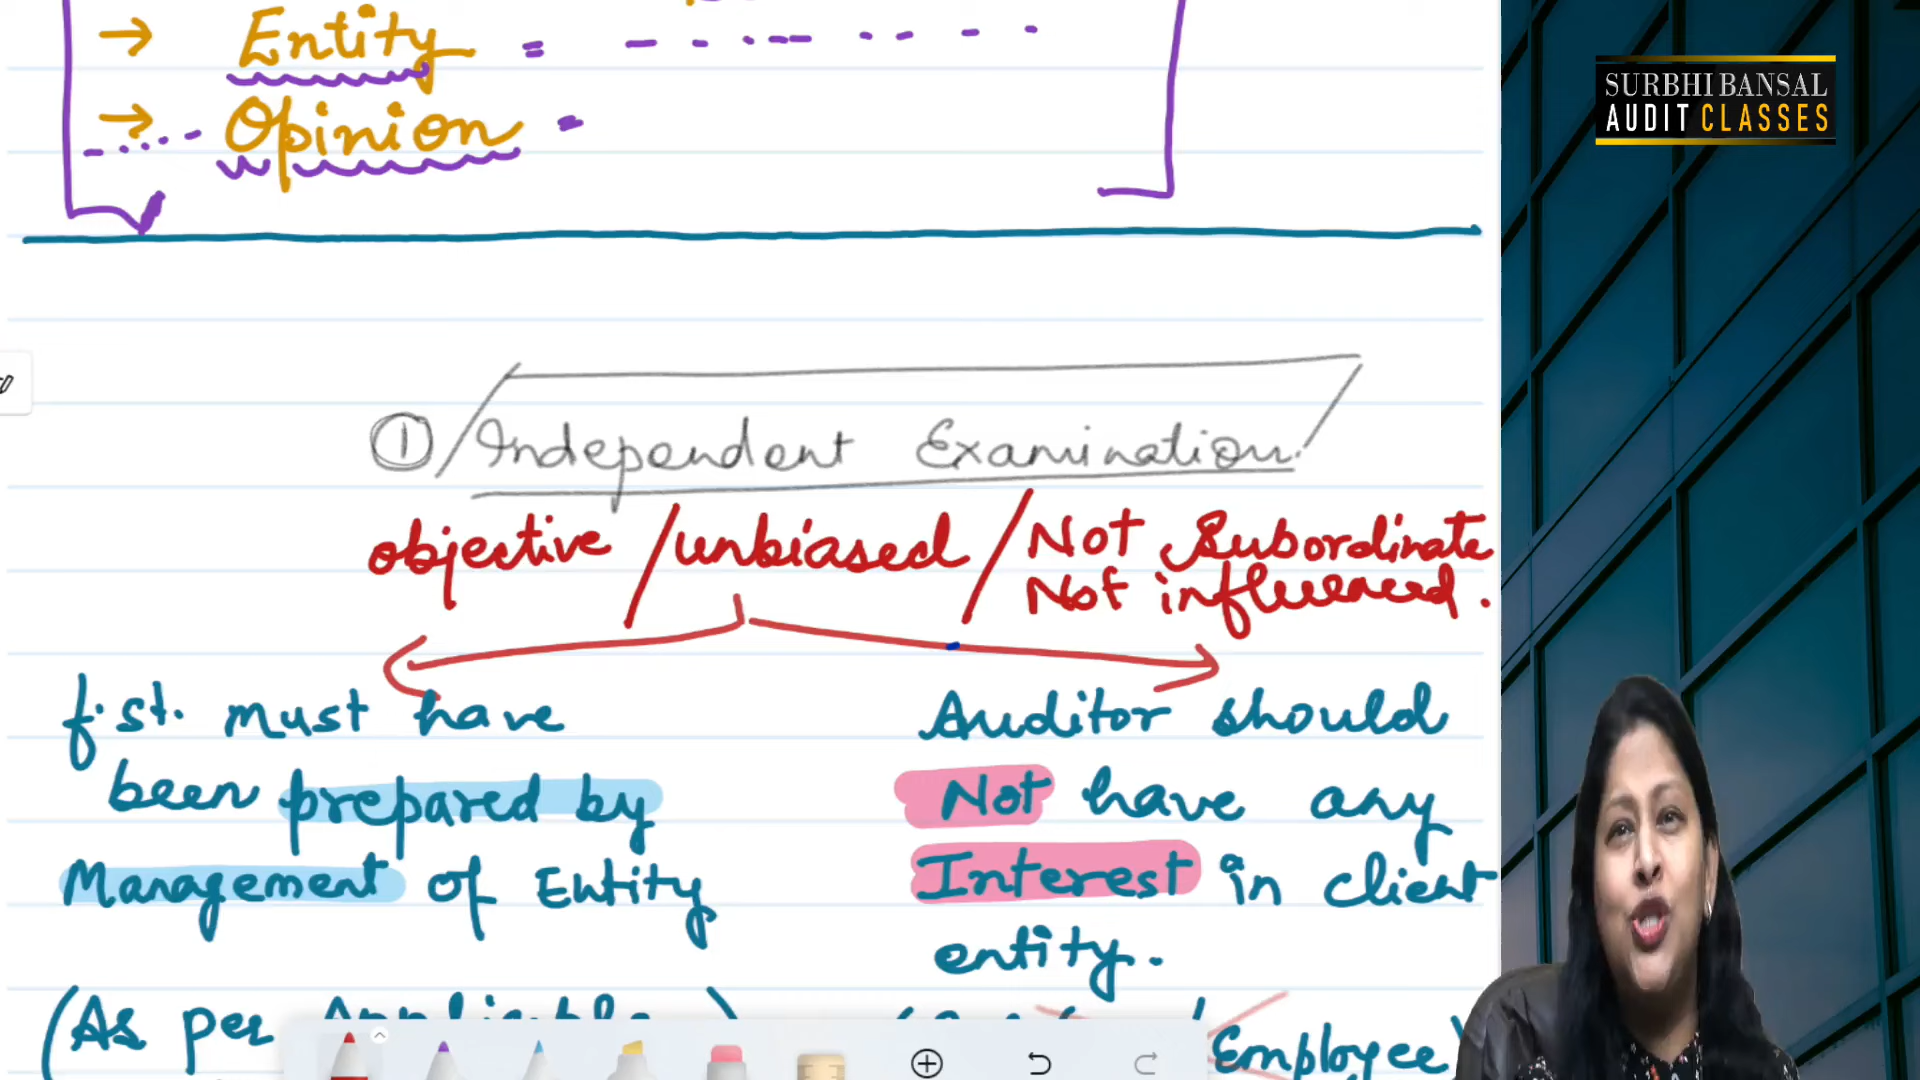 → Entity =
→ Opinion =
SURBHI BANSAL
AUDIT CLASSES
① Independent Examination
objective / unbiased / Not Subordinate
Not influenced.
f.st. must have
been prepared by
Management of Entity
(As per Applicable )
Auditor should
Not have any
Interest in client
entity.
Employee)